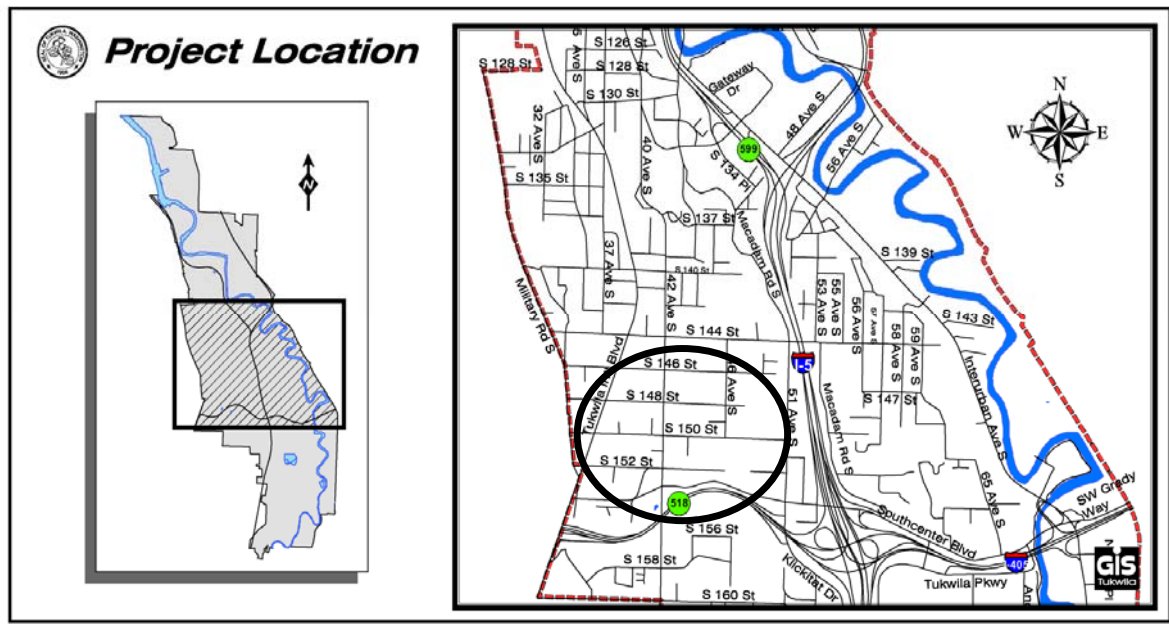 Project Location
N
S 126 St
S 128 St
S 128 St
S 130 St
Gateway
Dr
48 Ave S
56 Ave S
32 Ave S
40 Ave S
599
S 134 Pl
S 135 St
S 137 St
Macadam Rd S
N
W
E
S
S 139 St
37 Ave S
S 140 St
42 Ave S
Military Rd S
53 Ave S
55 Ave S
56 Ave S
57 Ave S
58 Ave S
59 Ave S
S 143 St
S 144 St
I-5
S 146 St
46 Ave S
Interurban Ave S
S 147 St
S 148 St
51 Ave S
Macadam Rd S
S 150 St
S 152 St
65 Ave S
SW Grady
Way
518
Southcenter Blvd
S 156 St
S 158 St
Klickitat Dr
Tukwila Pkwy
S 160 St
GIS
Tukwila